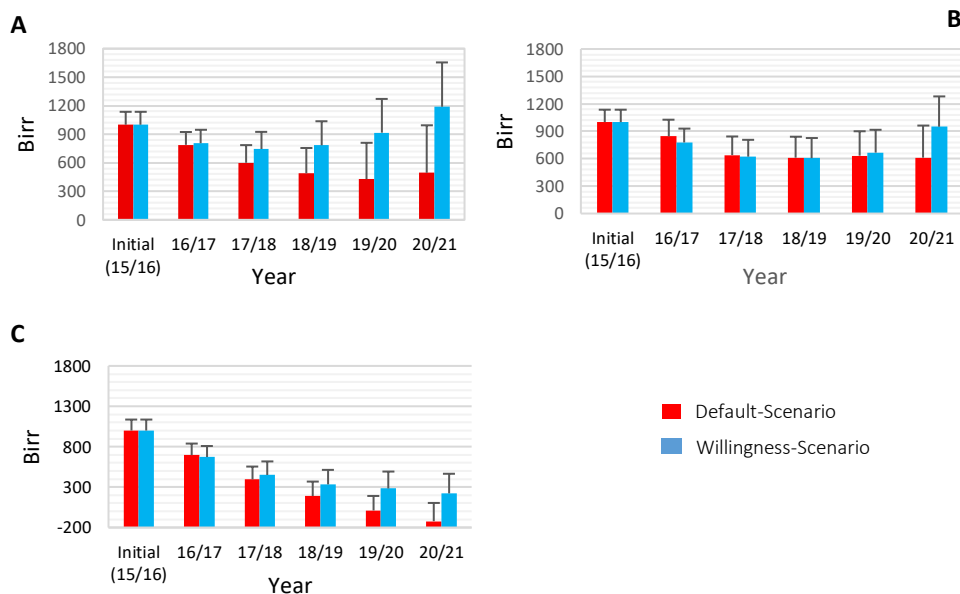 A
Birr
1800
1500
1200
900
600
300
0
Initial (15/16) 16/17 17/18 18/19 19/20 20/21
Year
B
Birr
1800
1500
1200
900
600
300
0
Initial (15/16) 16/17 17/18 18/19 19/20 20/21
Year
C
Birr
1800
1300
800
300
-200
Initial (15/16) 16/17 17/18 18/19 19/20 20/21
Year
Default-Scenario
Willingness-Scenario